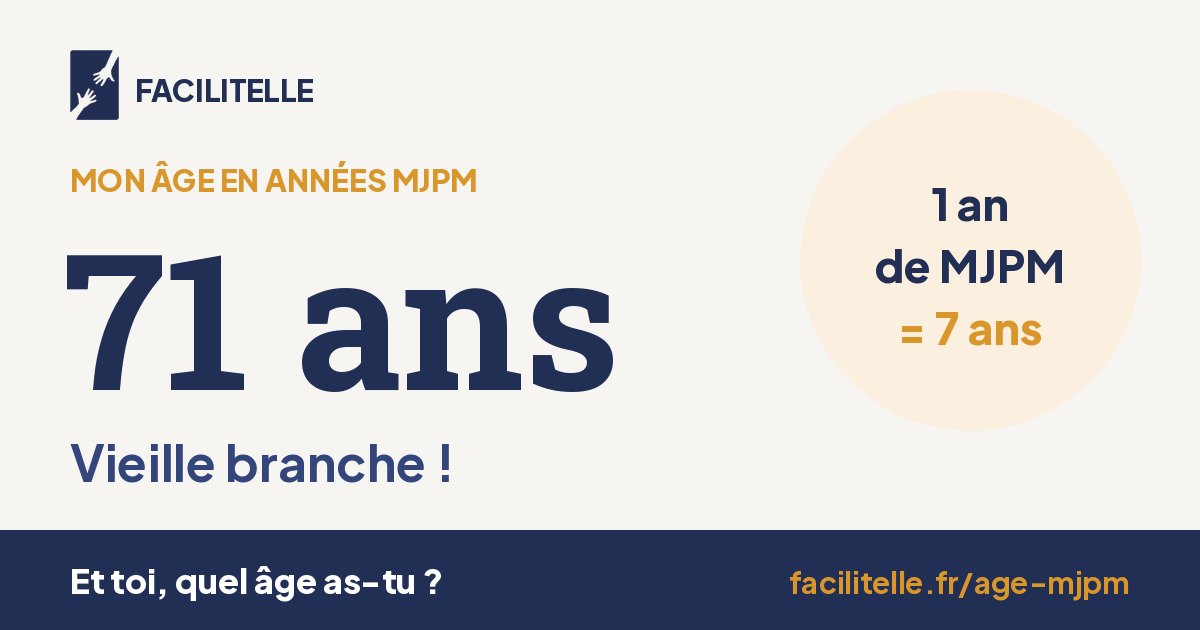 FACILITELLE
MON ÂGE EN ANNÉES MJPM
71 ans
Vieille branche !
1 an
de MJPM
= 7 ans
Et toi, quel âge as-tu ?
facilitelle.fr/age-mjpm